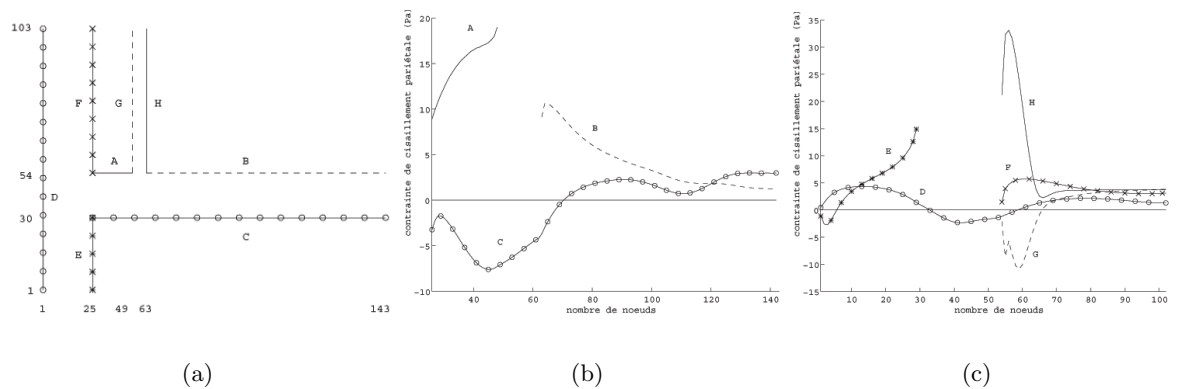 103
F
G
H
A
B
54
D
30
C
E
1
1
25
49
63
143
(a)
contrainte de cisaillement pariétale (Pa)
20
15
10
5
0
−5
−10
A
B
C
40
60
80
100
120
140
nombre de noeuds
(b)
contrainte de cisaillement pariétale (Pa)
35
30
25
20
15
10
5
0
−5
−10
−15
H
E
F
D
G
10
20
30
40
50
60
70
80
90
100
nombre de noeuds
(c)